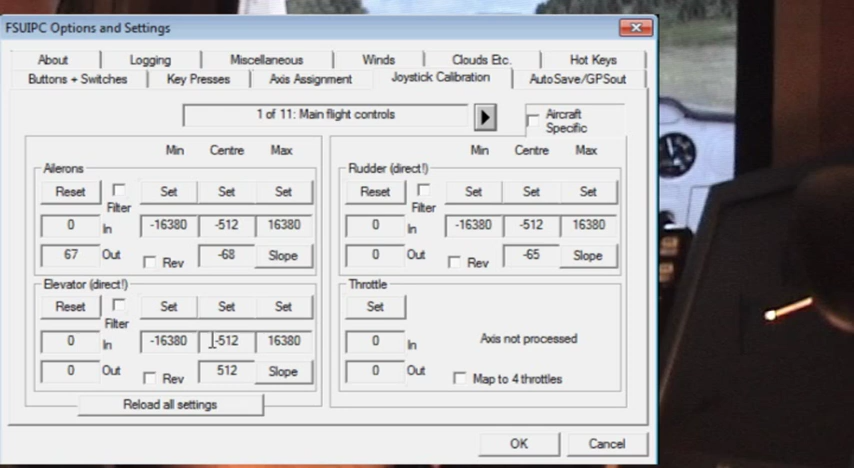 FSUIPC Options and Settings
About Logging Miscellaneous Winds Clouds Etc. Hot Keys
Buttons + Switches Key Presses Axis Assignment Joystick Calibration AutoSave/GPSout
1 of 11: Main flight controls
Aircraft
Specific
Min Centre Max
Ailerons
Reset Set Set Set
Filter
0 In -16380 -512 16380
67 Out Rev -68 Slope
Elevator (direct!)
Reset Set Set Set
Filter
0 In -16380 -512 16380
0 Out Rev 512 Slope
Reload all settings
Min Centre Max
Rudder (direct!)
Reset Set Set Set
Filter
0 In -16380 -512 16380
0 Out Rev -65 Slope
Throttle
Set
0 In Axis not processed
0 Out Map to 4 throttles
OK Cancel